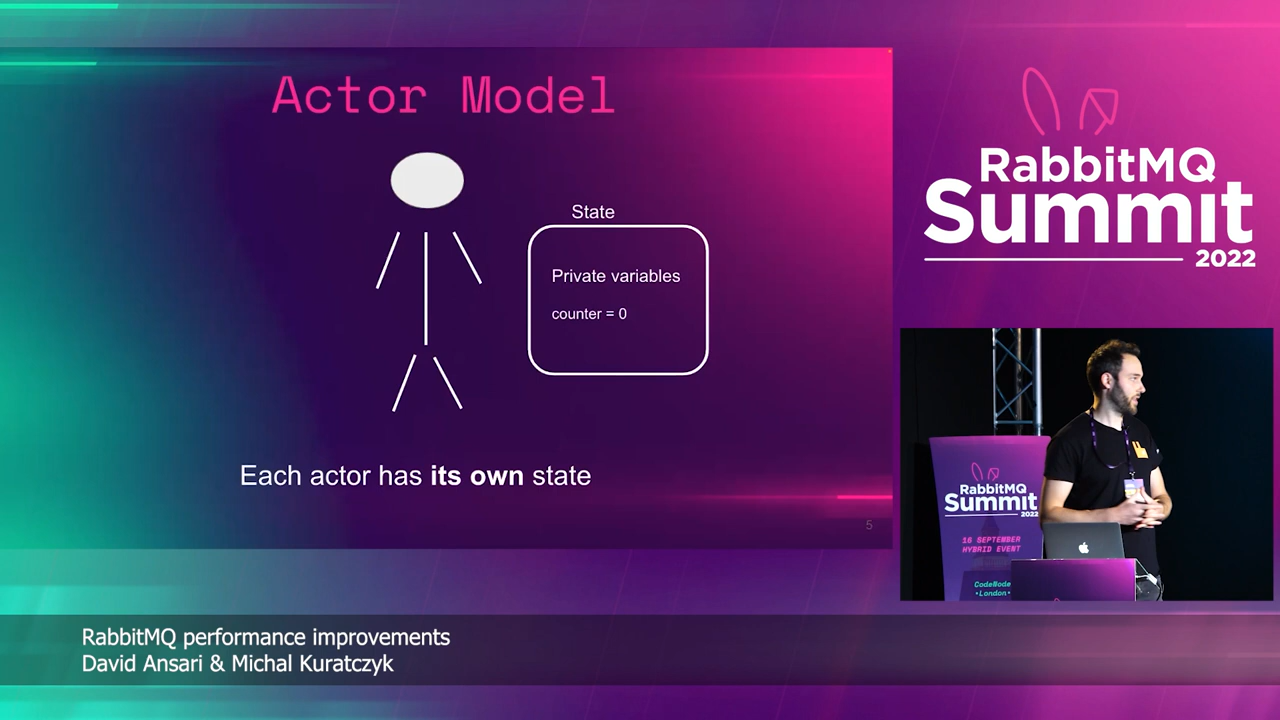 Actor Model
State
Private variables
counter = 0
Each actor has its own state
5
RabbitMQ
Summit
2022
RabbitMQ
Summit
2022
16 SEPTEMBER
HYBRID EVENT
CodeNode
•London•
RabbitMQ performance improvements
David Ansari & Michal Kuratczyk